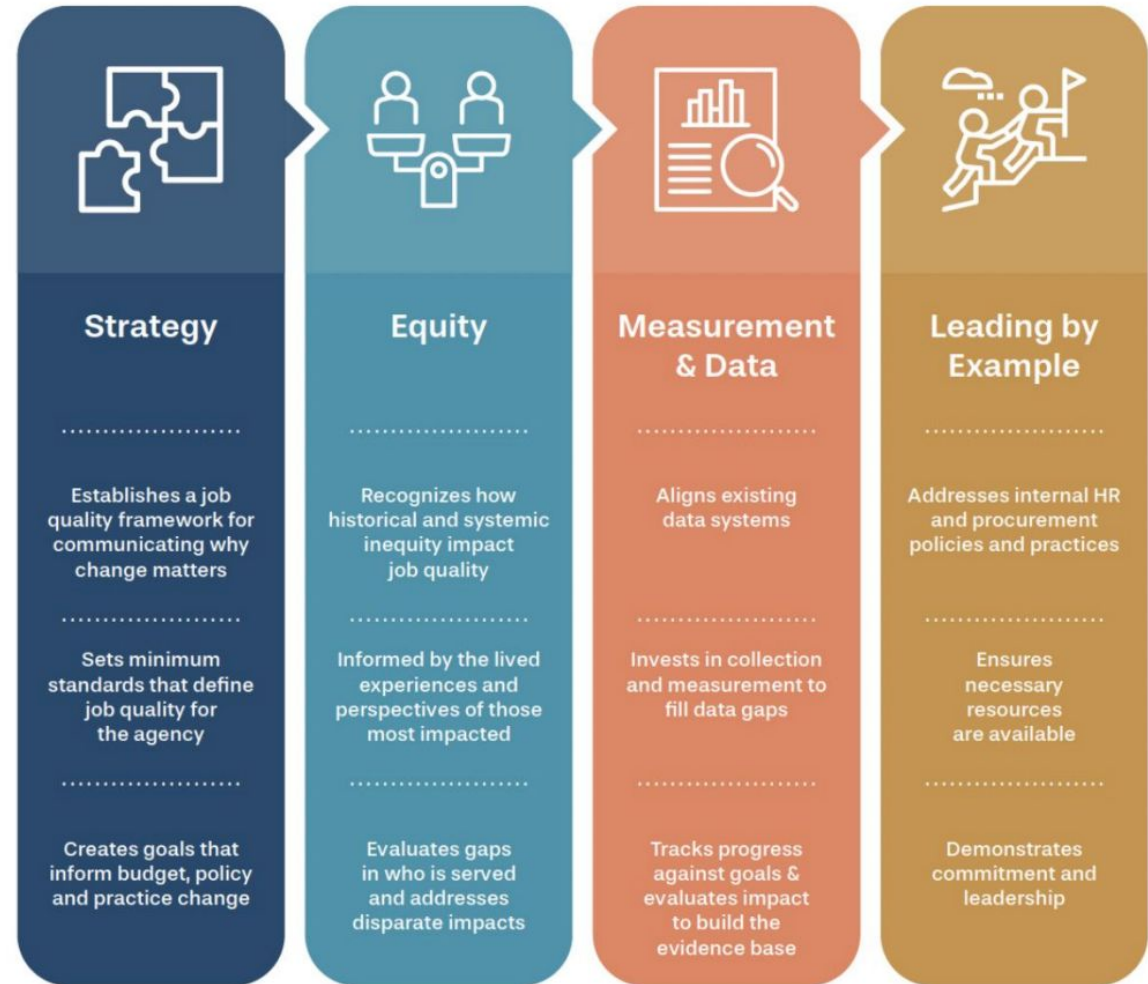 Strategy
Establishes a job
quality framework for
communicating why
change matters
Sets minimum
standards that define
job quality for
the agency
Creates goals that
inform budget, policy
and practice change
Equity
Recognizes how
historical and systemic
inequity impact
job quality
Informed by the lived
experiences and
perspectives of those
most impacted
Evaluates gaps
in who is served
and addresses
disparate impacts
Measurement
& Data
Aligns existing
data systems
Invests in collection
and measurement to
fill data gaps
Tracks progress
against goals &
evaluates impact
to build the
evidence base
Leading by
Example
Addresses internal HR
and procurement
policies and practices
Ensures
necessary
resources
are available
Demonstrates
commitment and
leadership